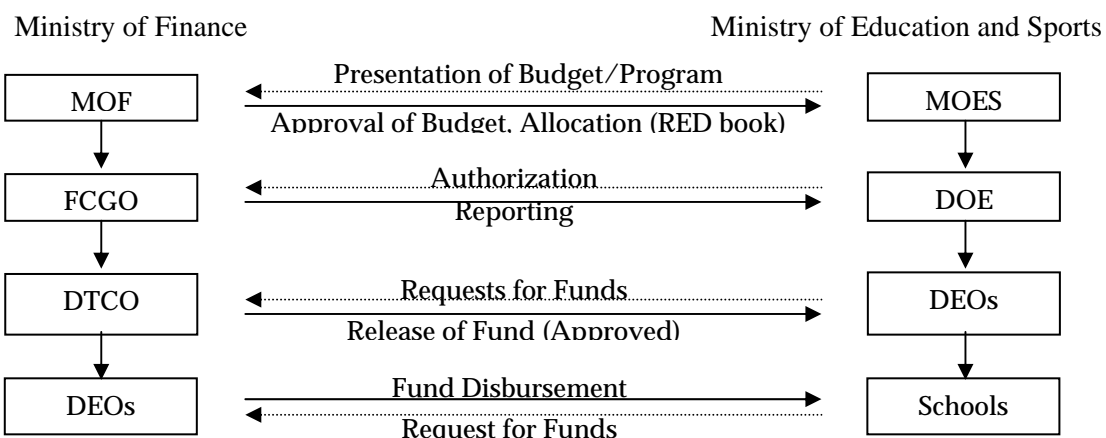 Ministry of Finance Ministry of Education and Sports
Presentation of Budget/Program
MOF MOES
Approval of Budget, Allocation (RED book)
Authorization
FCGO DOE
Reporting
Requests for Funds
DTCO DEOs
Release of Fund (Approved)
Fund Disbursement
DEOs Schools
Request for Funds